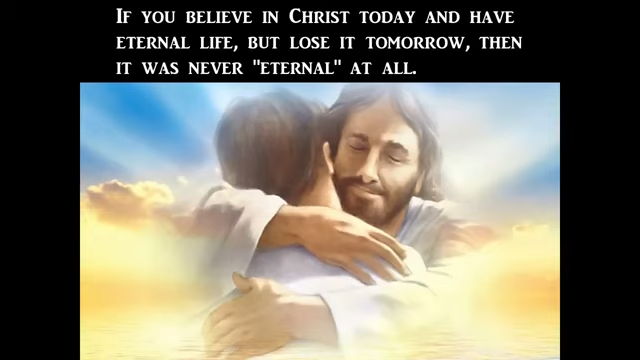 If you believe in Christ today and have
eternal life, but lose it tomorrow, then
it was never "eternal" at all.